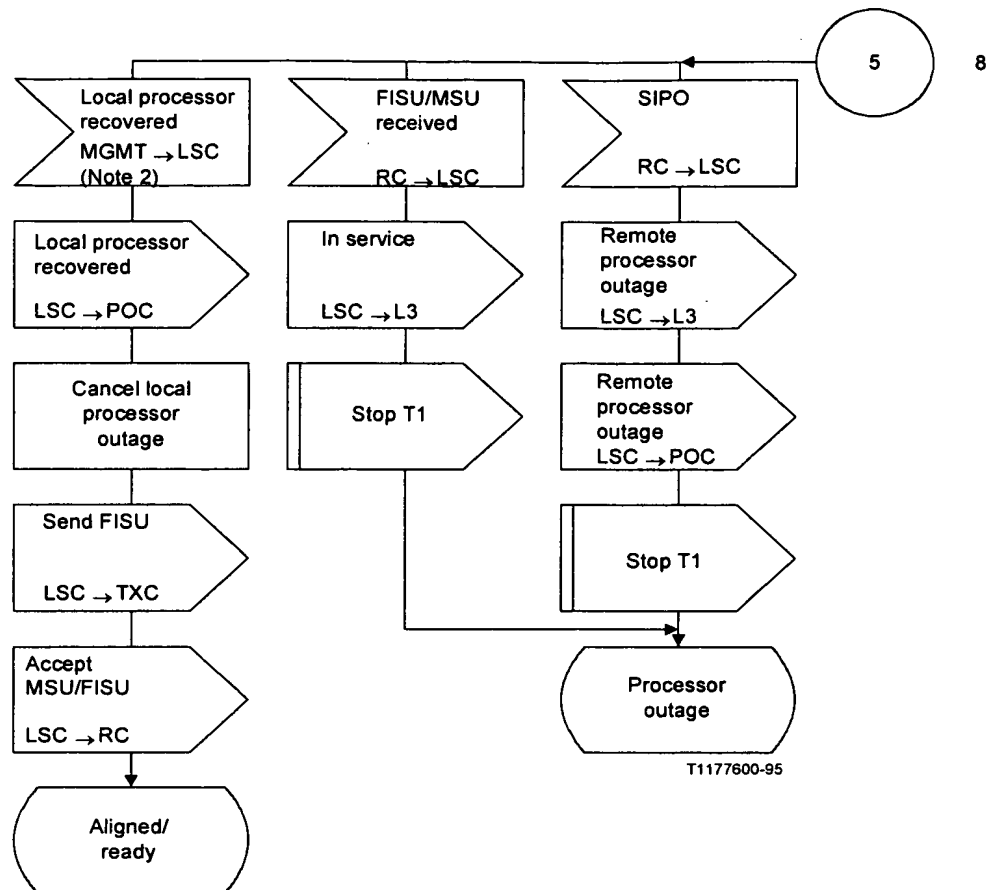 5
8
Local processor
recovered
MGMT → LSC
(Note 2)
FISU/MSU
received
RC → LSC
SIPO
RC → LSC
Local processor
recovered
LSC → POC
In service
LSC → L3
Remote
processor
outage
LSC → L3
Cancel local
processor
outage
Stop T1
Remote
processor
outage
LSC → POC
Send FISU
LSC → TXC
Stop T1
Accept
MSU/FISU
LSC → RC
Processor
outage
T1177600-95
Aligned/
ready